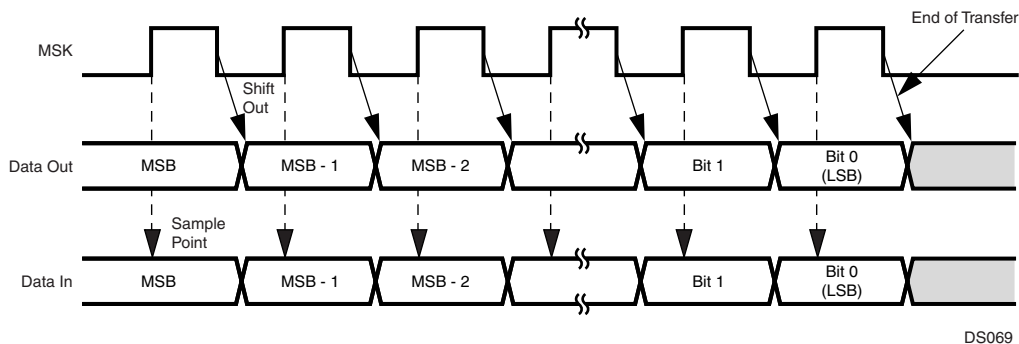 End of Transfer
MSK
Shift
Out
Data Out
MSB
MSB - 1
MSB - 2
Bit 1
Bit 0
(LSB)
Sample
Point
Data In
MSB
MSB - 1
MSB - 2
Bit 1
Bit 0
(LSB)
DS069